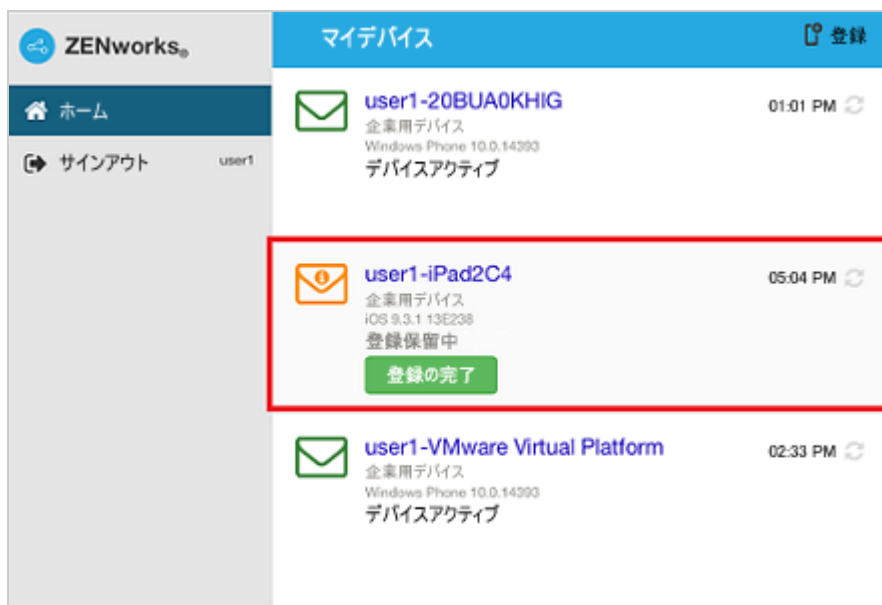 ZENworks®
ホーム
サインアウト user1
マイデバイス 登録
user1-20BUA0KHIG 01:01 PM
企業用デバイス
Windows Phone 10.0.14393
デバイスアクティブ
user1-iPad2C4 05:04 PM
企業用デバイス
iOS 9.3.1 13E238
登録保留中
登録の完了
user1-VMware Virtual Platform 02:33 PM
企業用デバイス
Windows Phone 10.0.14393
デバイスアクティブ